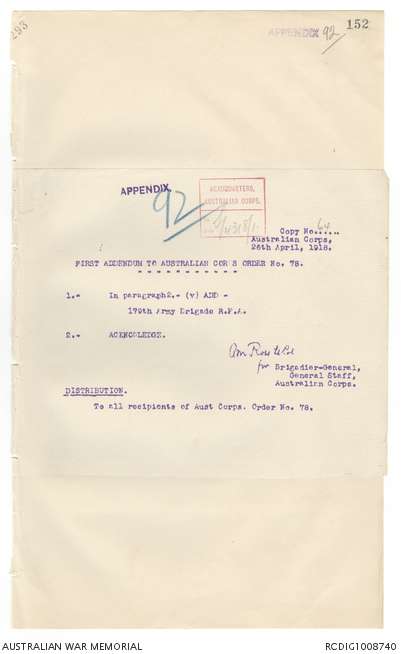 293
APPENDIX 92
152
APPENDIX.
92
HEADQUARTERS,
AUSTRALIAN CORPS.
Copy No. 64
Australian Corps,
26th April, 1918.
FIRST ADDENDUM TO AUSTRALIAN CORPS ORDER No. 78.
1.- In paragraph 2.- (v) ADD -
179th Army Brigade R.F.A.
2.- ACKNOWLEDGE.
for Brigadier-General,
General Staff,
Australian Corps.
DISTRIBUTION.
To all recipients of Aust Corps. Order No. 78.
AUSTRALIAN WAR MEMORIAL
RCDIG1008740